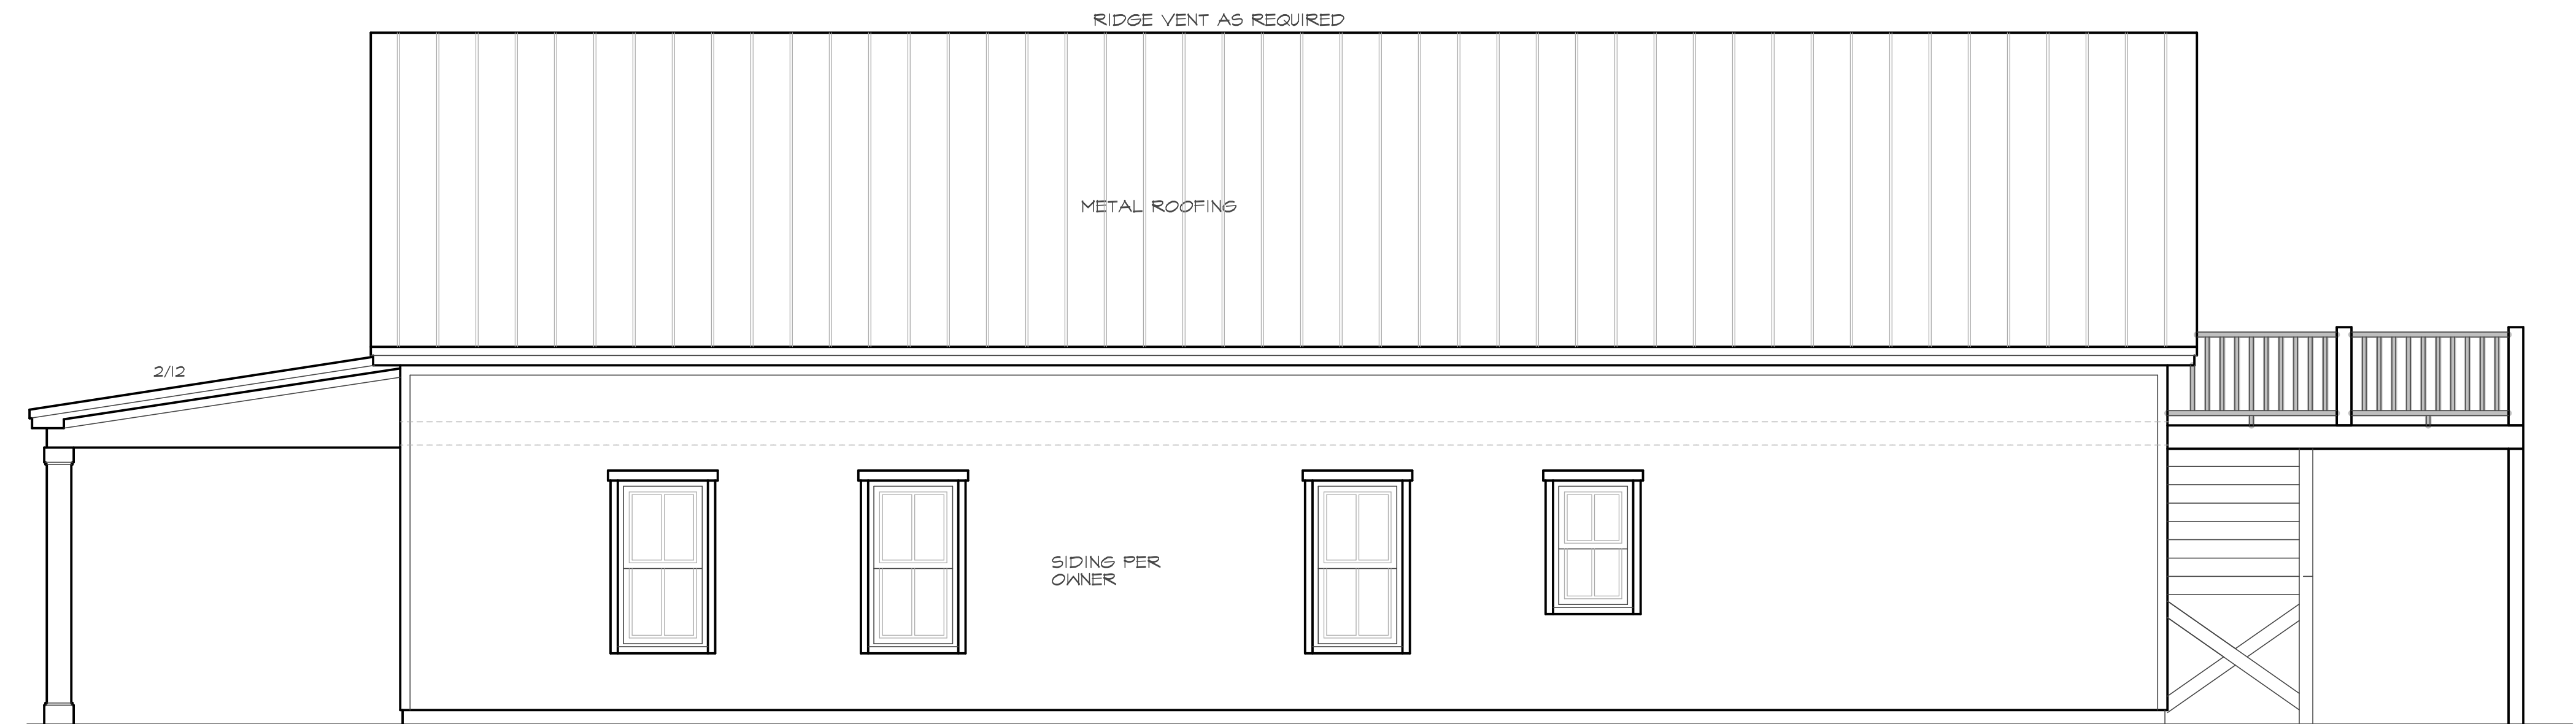 RIDGE VENT AS REQUIRED
METAL ROOFING
2/12
SIDING PER
OWNER